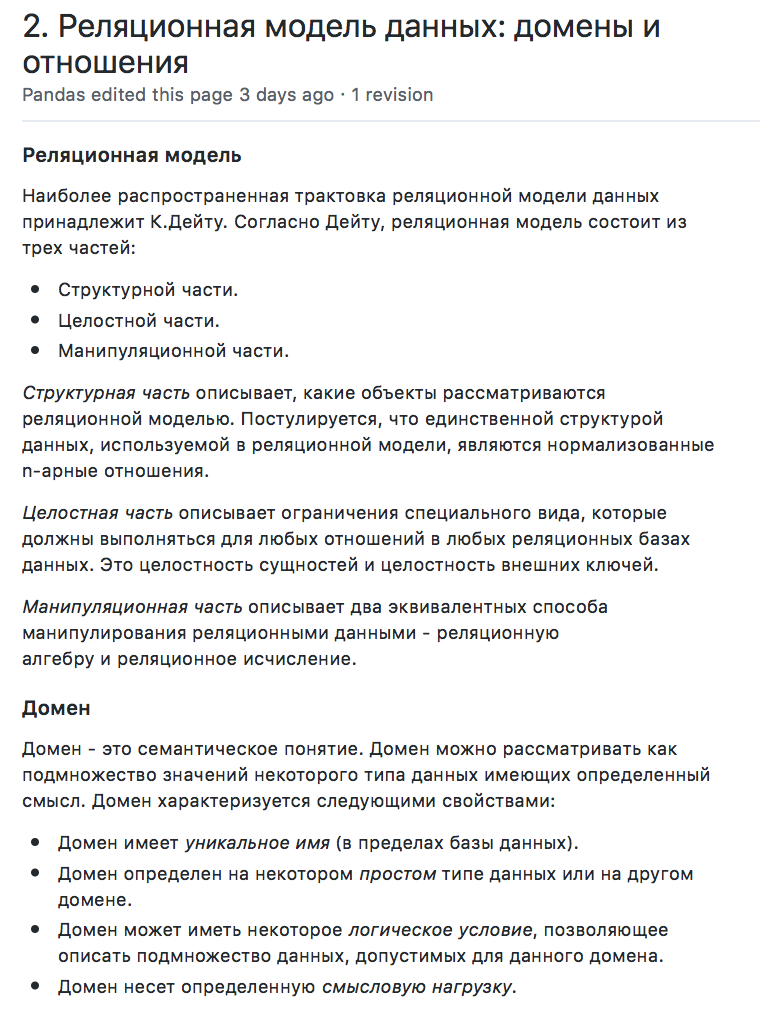 2. Реляционная модель данных: домены и
отношения
Pandas edited this page 3 days ago · 1 revision
Реляционная модель
Наиболее распространенная трактовка реляционной модели данных
принадлежит К.Дейту. Согласно Дейту, реляционная модель состоит из
трех частей:
• Структурной части.
• Целостной части.
• Манипуляционной части.
Структурная часть описывает, какие объекты рассматриваются
реляционной моделью. Постулируется, что единственной структурой
данных, используемой в реляционной модели, являются нормализованные
n-арные отношения.
Целостная часть описывает ограничения специального вида, которые
должны выполняться для любых отношений в любых реляционных базах
данных. Это целостность сущностей и целостность внешних ключей.
Манипуляционная часть описывает два эквивалентных способа
манипулирования реляционными данными - реляционную
алгебру и реляционное исчисление.
Домен
Домен - это семантическое понятие. Домен можно рассматривать как
подмножество значений некоторого типа данных имеющих определенный
смысл. Домен характеризуется следующими свойствами:
• Домен имеет уникальное имя (в пределах базы данных).
• Домен определен на некотором простом типе данных или на другом
домене.
• Домен может иметь некоторое логическое условие, позволяющее
описать подмножество данных, допустимых для данного домена.
• Домен несет определенную смысловую нагрузку.